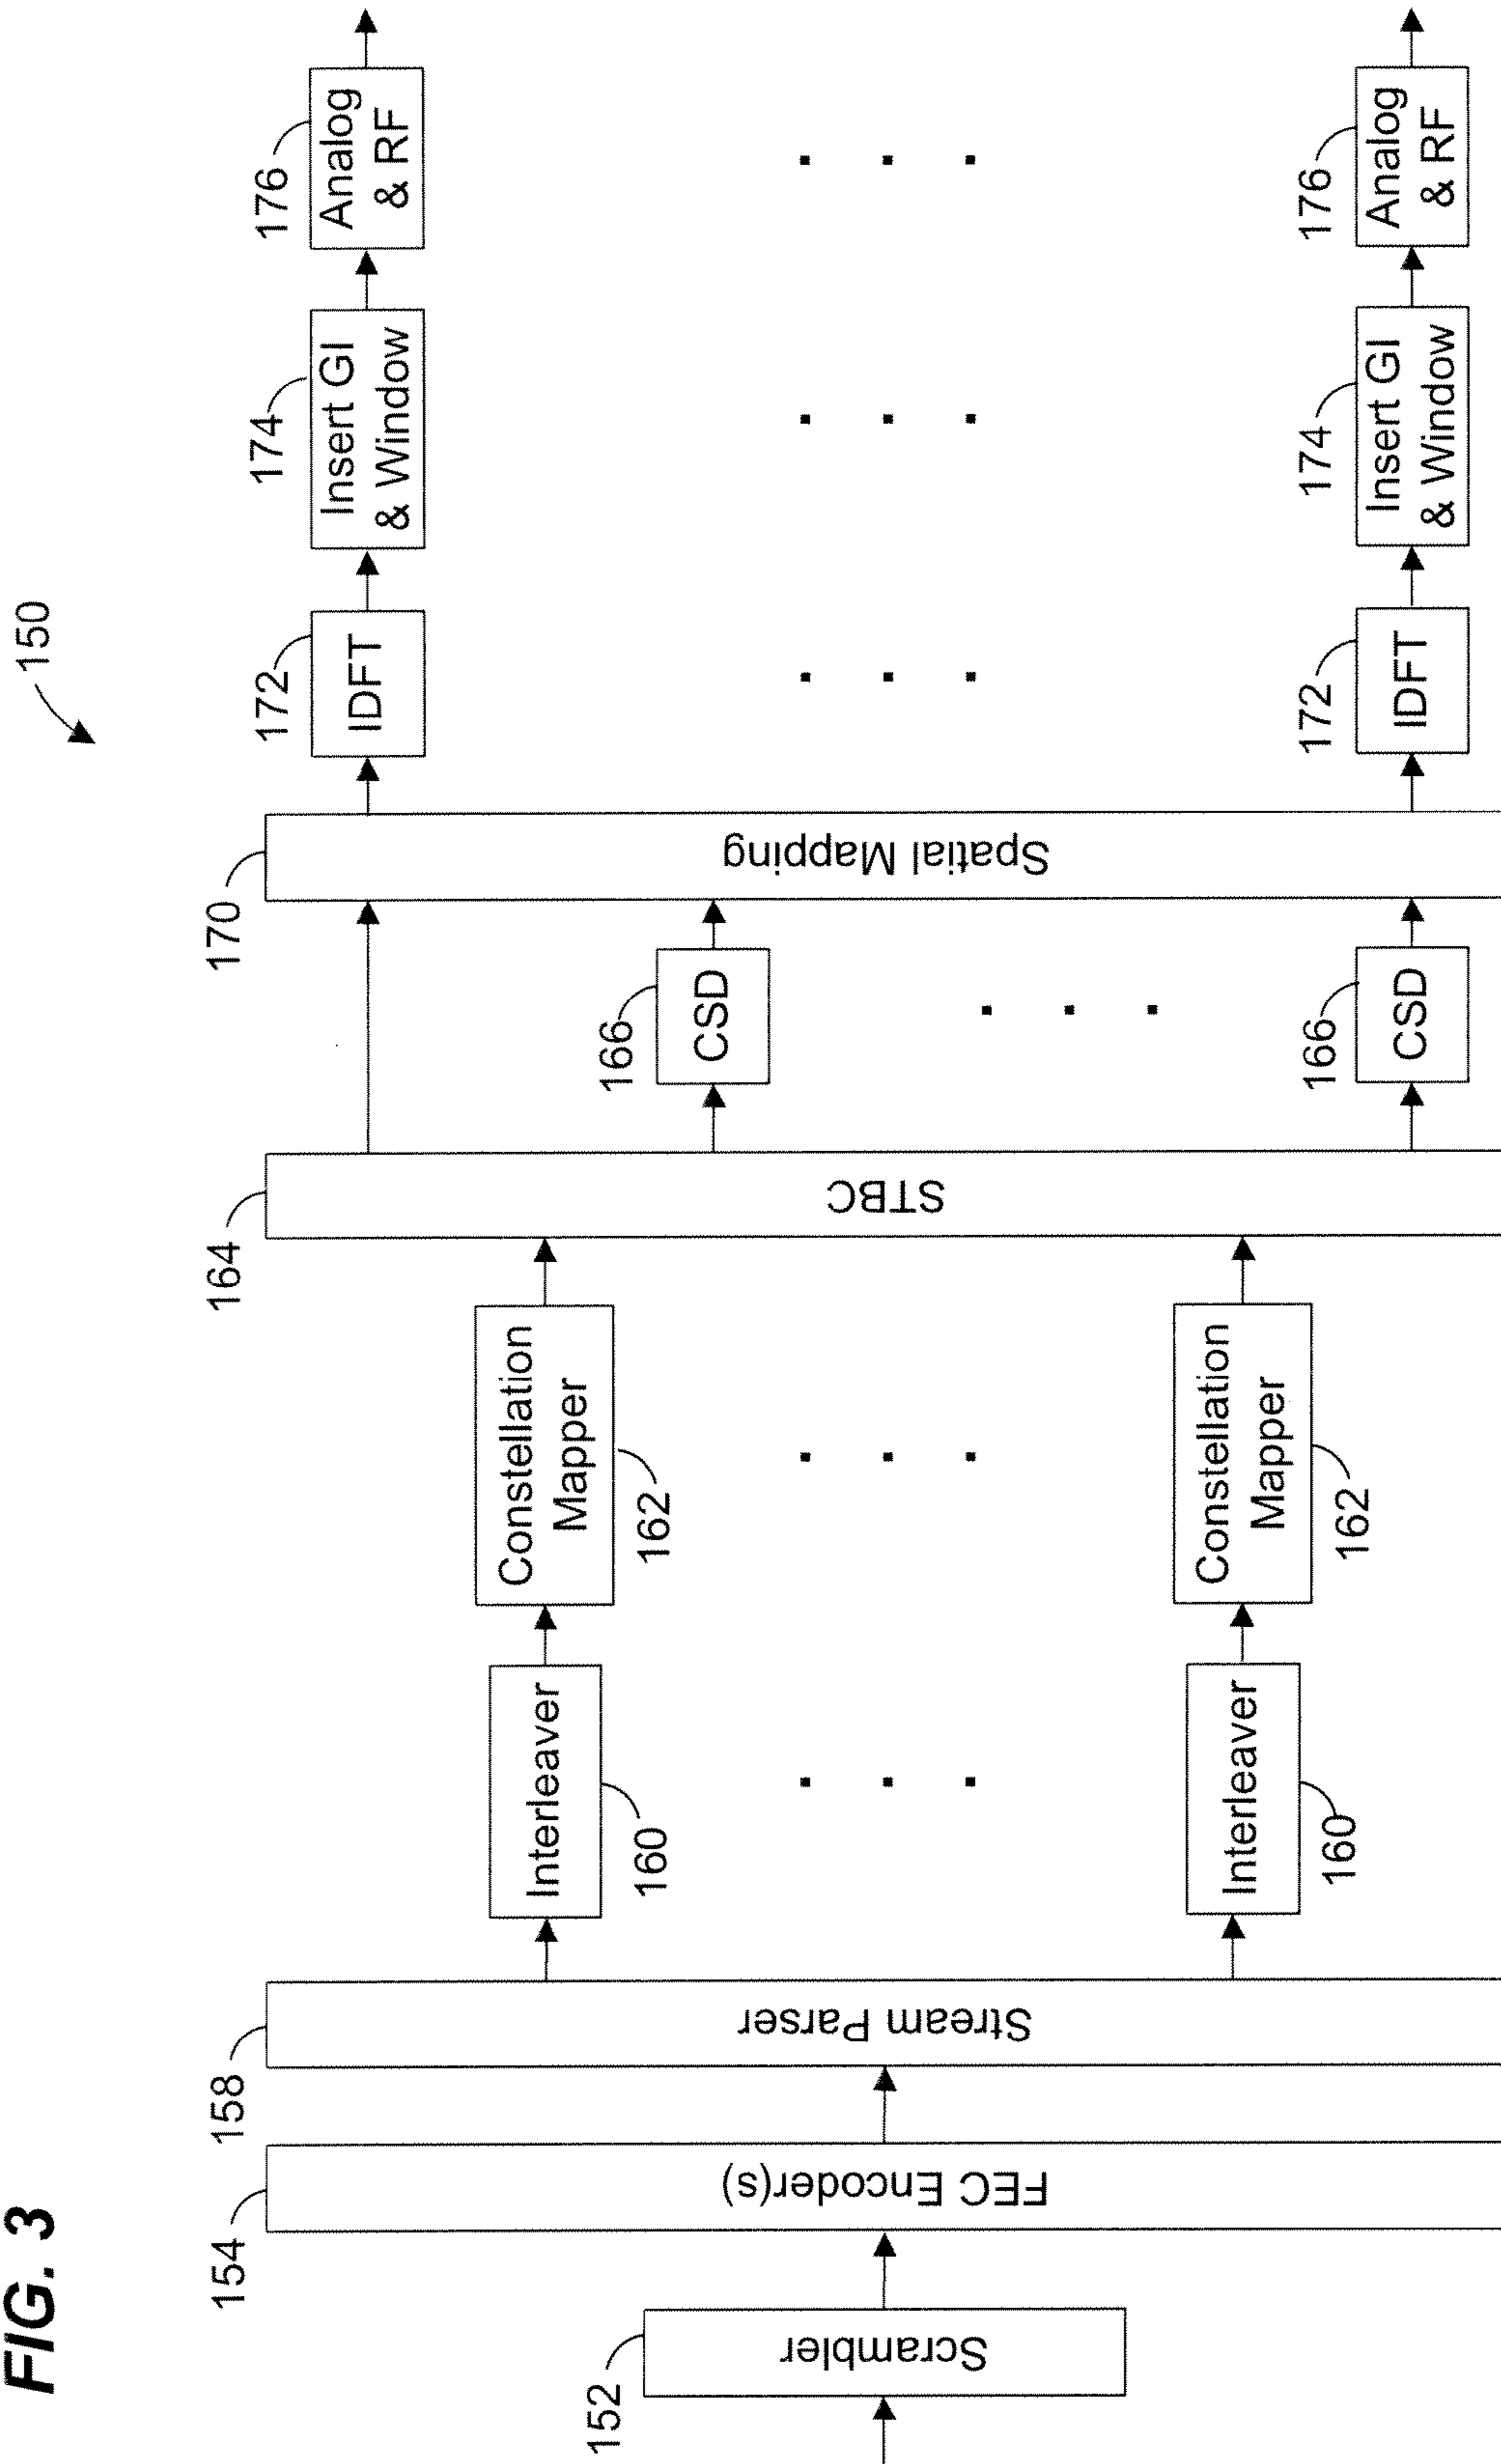 FIG. 3
150
152
Scrambler
154
FEC Encoder(s)
158
Stream Parser
Interleaver
160
Interleaver
160
Constellation
Mapper
162
Constellation
Mapper
162
164
STBC
166
CSD
166
CSD
170
Spatial Mapping
172
IDFT
172
IDFT
174
Insert GI
& Window
174
Insert GI
& Window
176
Analog
& RF
176
Analog
& RF